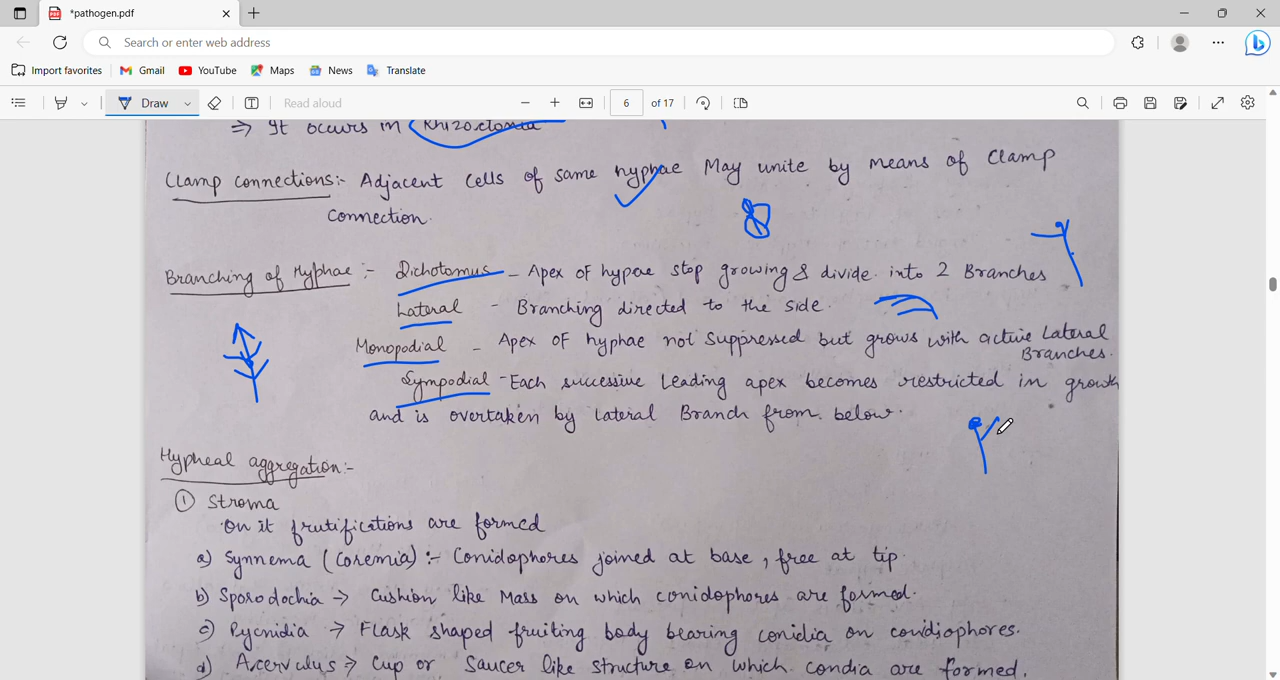 *pathogen.pdf
Search or enter web address
Import favorites Gmail YouTube Maps News Translate
Draw Read aloud 6 of 17
⇒ It occurs in Rhizoctonia
Clamp connections:- Adjacent cells of same hyphae May unite by means of Clamp
Connection.
Branching of Hyphae :- Dichotomus - Apex of hypae stop growing & divide into 2 Branches
Lateral - Branching directed to the side.
Monopodial - Apex of hyphae not suppressed but grows with active Lateral
Branches.
Sympodial - Each successive leading apex becomes restricted in growth
and is overtaken by lateral Branch from below.
Hypheal aggregation:-
① Stroma
On it frutifications are formed
a) Synnema (Coremia) :- Conidophores joined at base, free at tip.
b) Sporodochia → Cushion like Mass on which conidophores are formed.
c) Pycnidia → Flask shaped fruiting body bearing conidia on condiophores.
d) Arcervulus ⇒ Cup or Saucer like structure on which condia are formed.